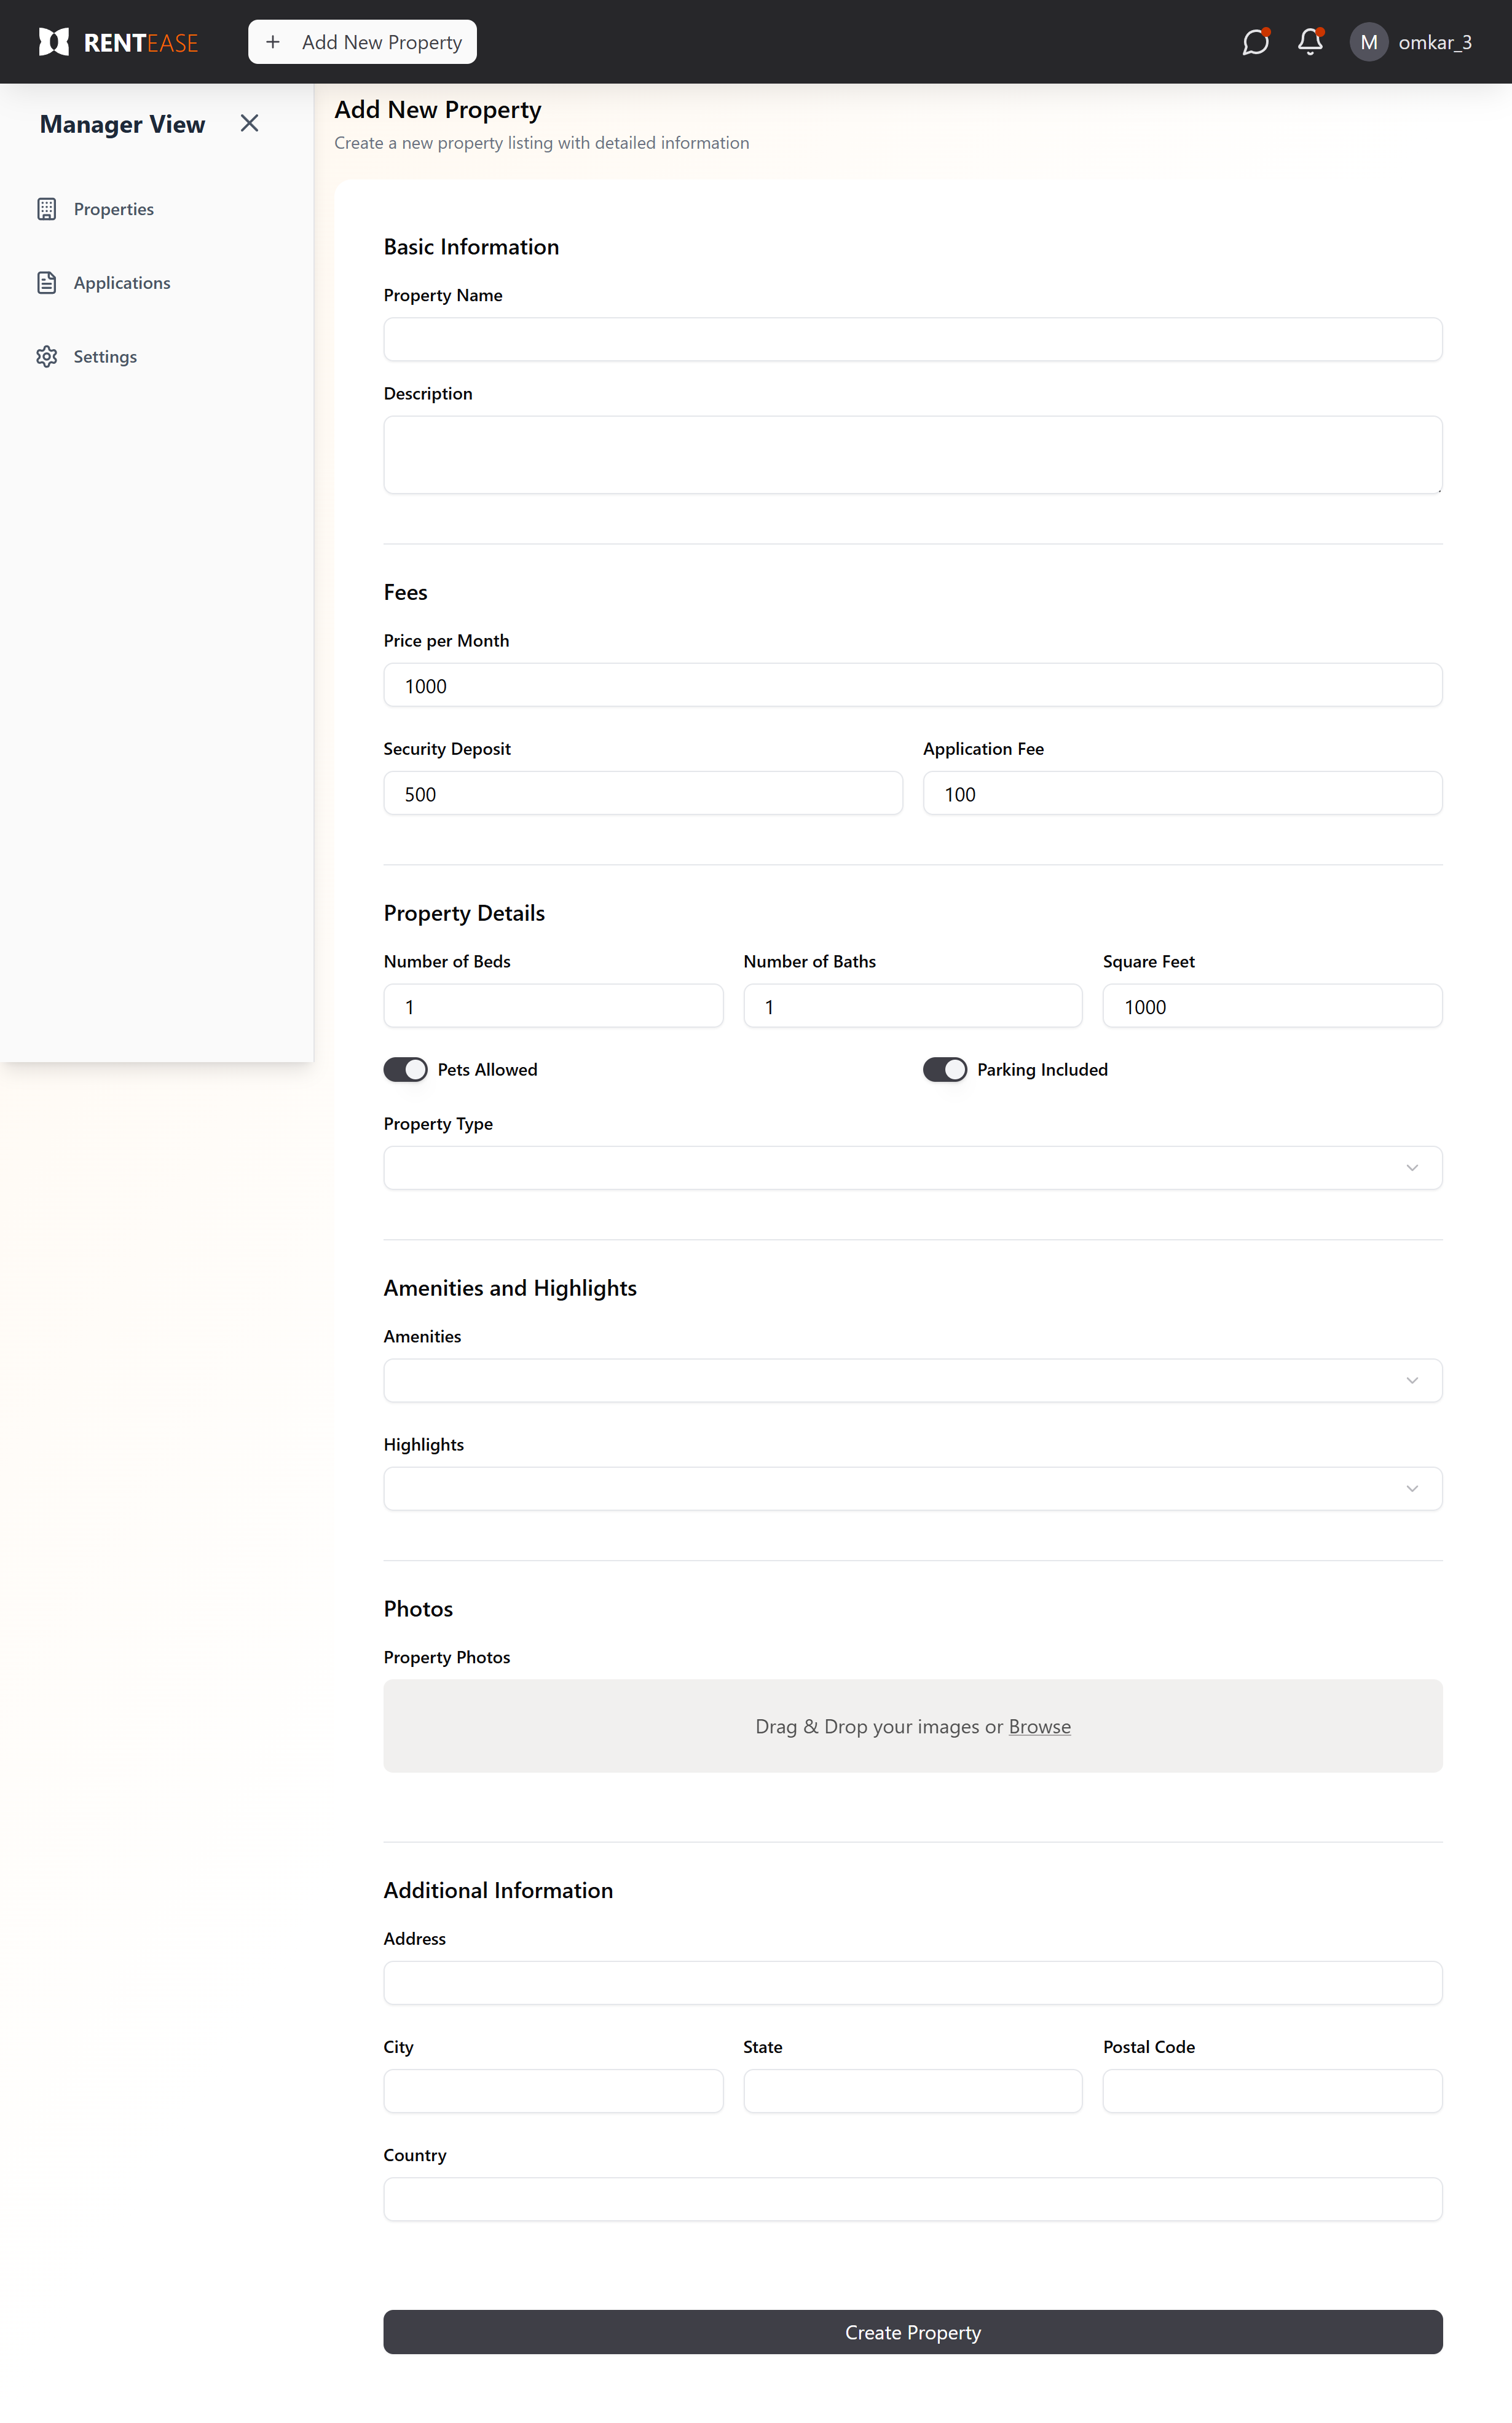 RENTEASE
+ Add New Property
M omkar_3
Manager View
Properties
Applications
Settings
Add New Property
Create a new property listing with detailed information
Basic Information
Property Name
Description
Fees
Price per Month
1000
Security Deposit Application Fee
500 100
Property Details
Number of Beds Number of Baths Square Feet
1 1 1000
Pets Allowed Parking Included
Property Type
Amenities and Highlights
Amenities
Highlights
Photos
Property Photos
Drag & Drop your images or Browse
Additional Information
Address
City State Postal Code
Country
Create Property